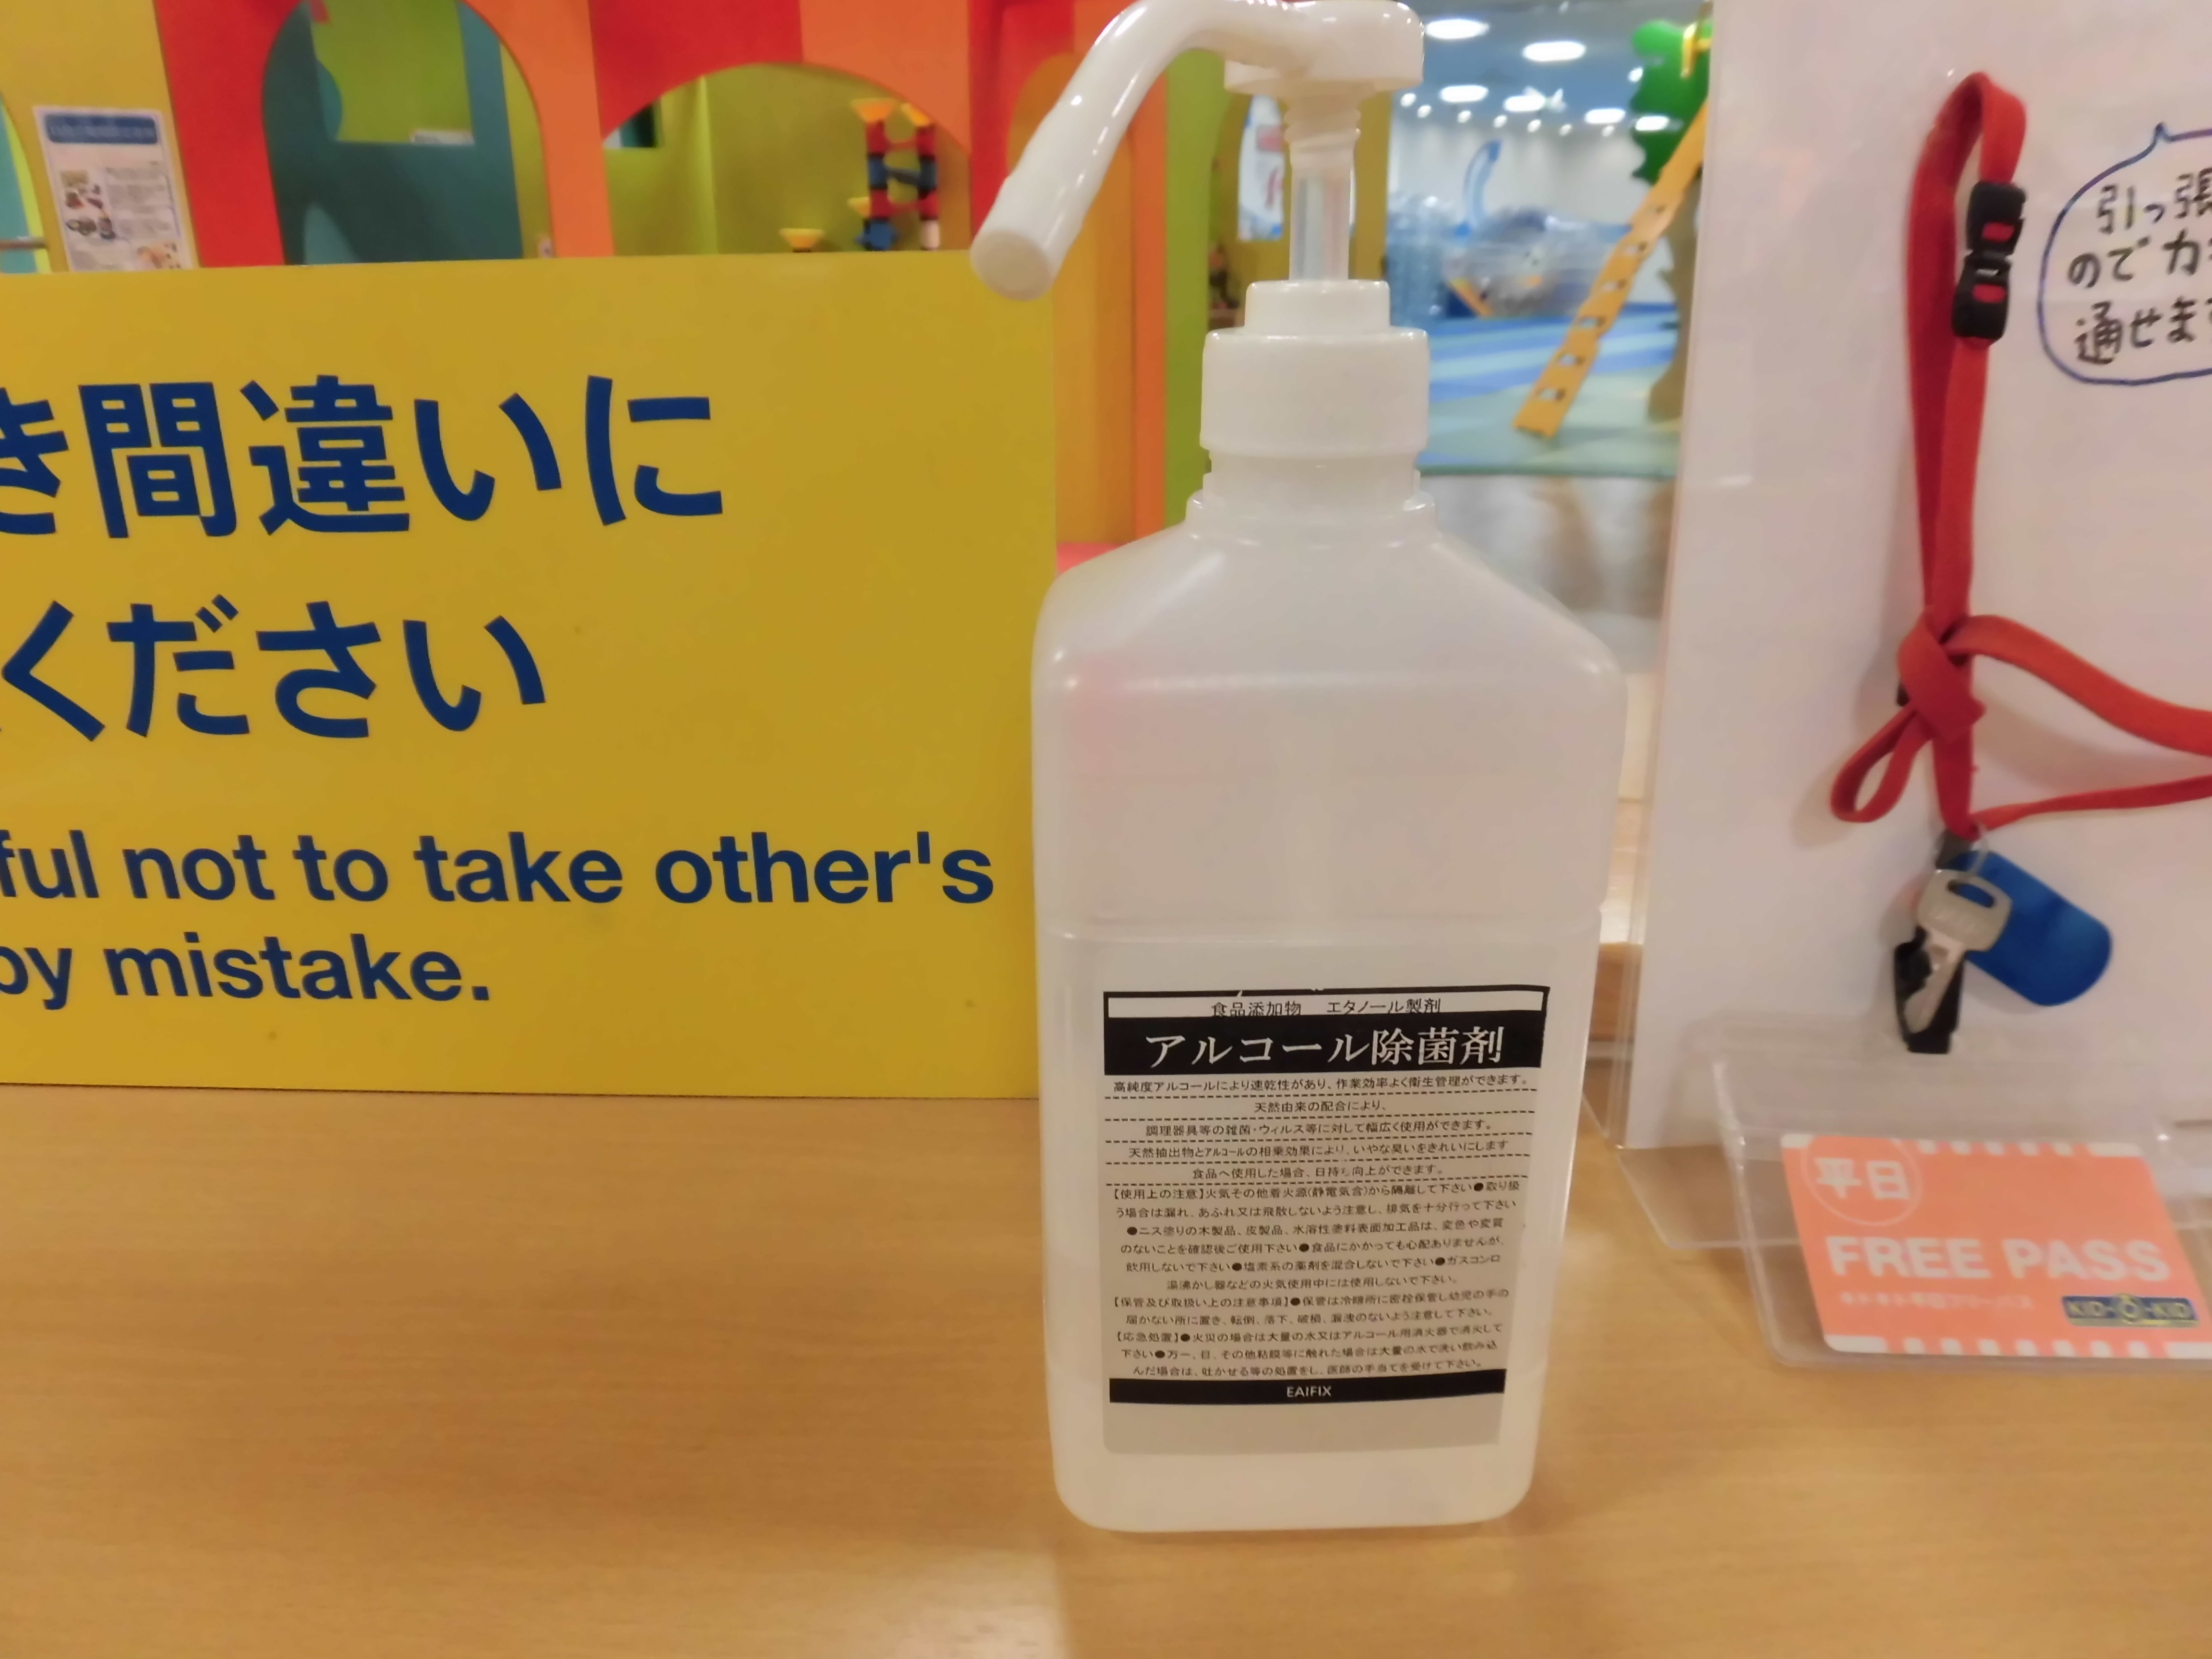 き間違いに
ください
ful not to take other's
by mistake.
引っ張
ので カ
通せま
食品添加物 エタノール製剤
アルコール除菌剤
高純度アルコールにより速乾性があり、作業効率よく衛生管理ができます。
天然由来の配合により、
調理器具等の雑菌・ウィルス等に対して幅広く使用ができます。
天然抽出物とアルコールの相乗効果により、いやな臭いをきれいにします
食品へ使用した場合、日持ち向上ができます。
【使用上の注意】火気その他着火源(静電気含)から隔離して下さい●取り扱
う場合は漏れ、あふれ又は飛散しないよう注意し、排気を十分行って下さい
●ニス塗りの木製品、皮製品、水溶性塗料表面加工品は、変色や変質
のないことを確認後ご使用下さい●食品にかかっても心配ありませんが、
飲用しないで下さい●塩素系の薬剤を混合しないで下さい●ガスコンロ
湯沸かし器などの火気使用中には使用しないで下さい。
【保管及び取扱い上の注意事項】●保管は冷暗所に密栓保管し幼児の手の
届かない所に置き、転倒、落下、破損、漏洩のないよう注意して下さい。
【応急処置】●火災の場合は大量の水又はアルコール用消火器で消火して
下さい●万一、目、その他粘膜等に触れた場合は大量の水で洗い飲み込
んだ場合は、吐かせる等の処置をし、医師の手当てを受けて下さい。
EAIFIX
平日
FREE PASS
KID-O-KID